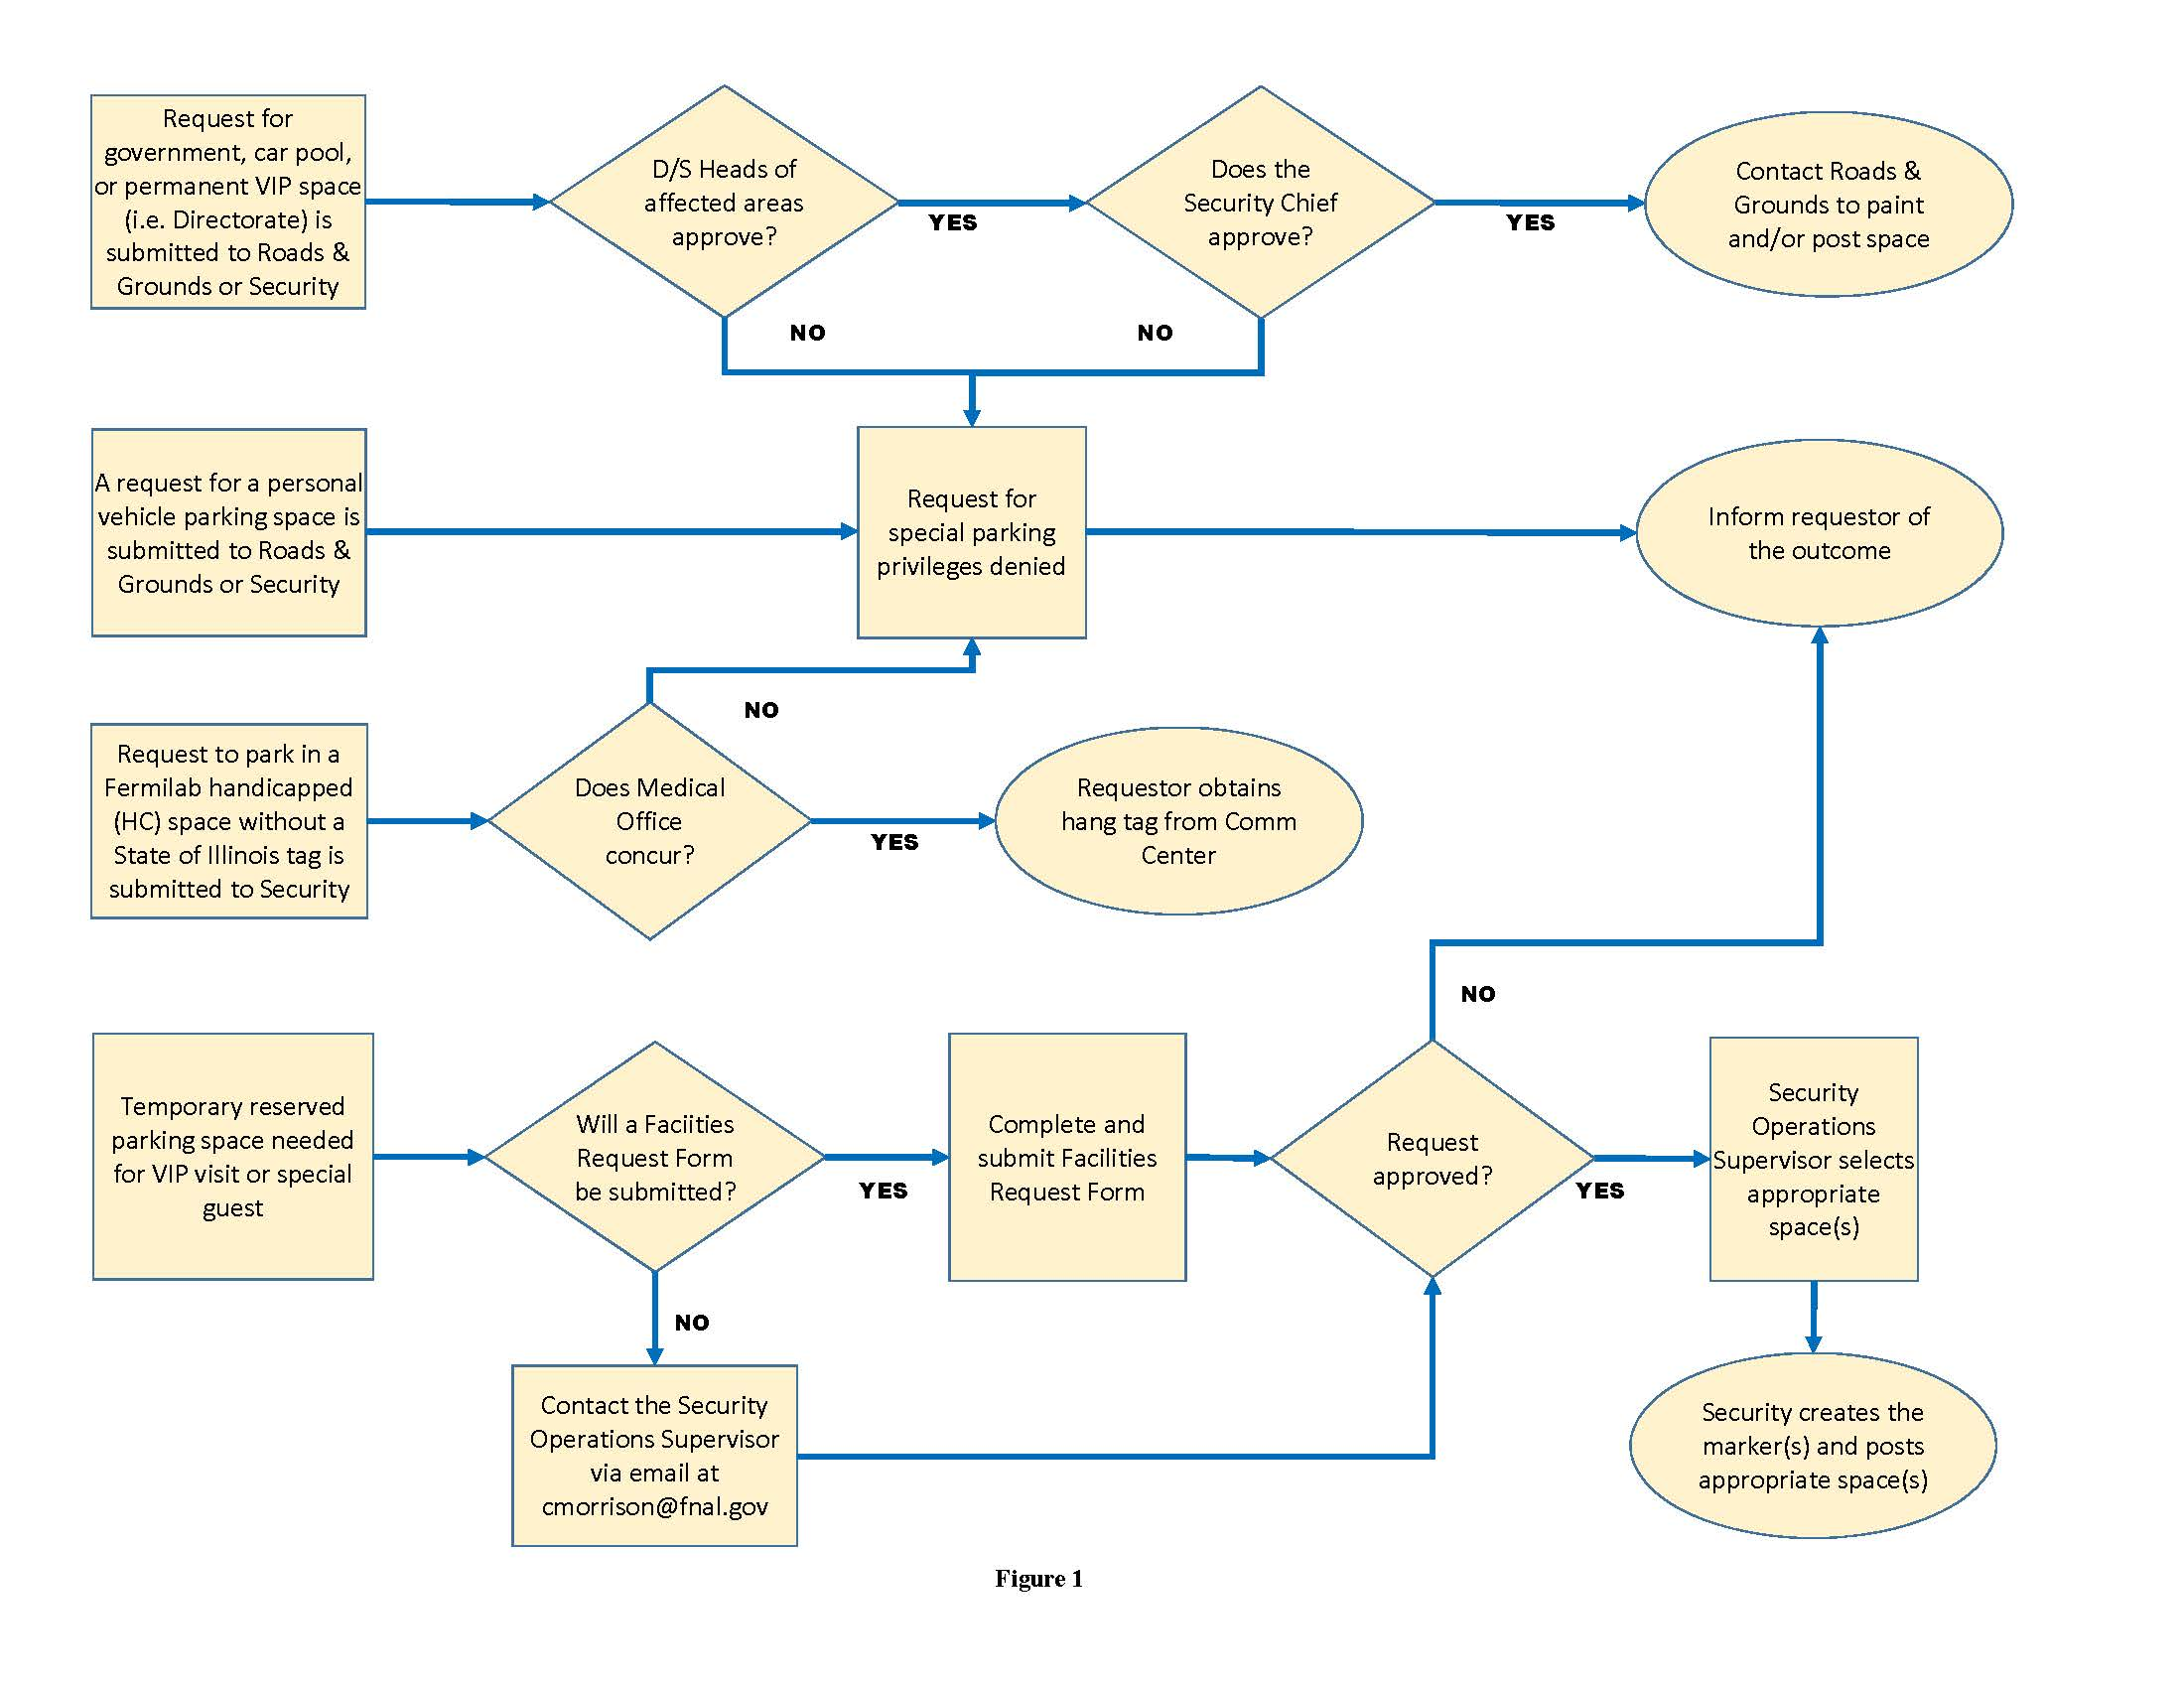 Request for
government, car pool,
or permanent VIP space
(i.e. Directorate) is
submitted to Roads &
Grounds or Security
D/S Heads of
affected areas
approve?
YES
Does the
Security Chief
approve?
YES
Contact Roads &
Grounds to paint
and/or post space
NO
NO
A request for a personal
vehicle parking space is
submitted to Roads &
Grounds or Security
Request for
special parking
privileges denied
Inform requestor of
the outcome
NO
Request to park in a
Fermilab handicapped
(HC) space without a
State of Illinois tag is
submitted to Security
Does Medical
Office
concur?
YES
Requestor obtains
hang tag from Comm
Center
NO
Temporary reserved
parking space needed
for VIP visit or special
guest
Will a Faciities
Request Form
be submitted?
YES
Complete and
submit Facilities
Request Form
Request
approved?
YES
Security
Operations
Supervisor selects
appropriate
space(s)
NO
Contact the Security
Operations Supervisor
via email at
cmorrison@fnal.gov
Security creates the
marker(s) and posts
appropriate space(s)
Figure 1